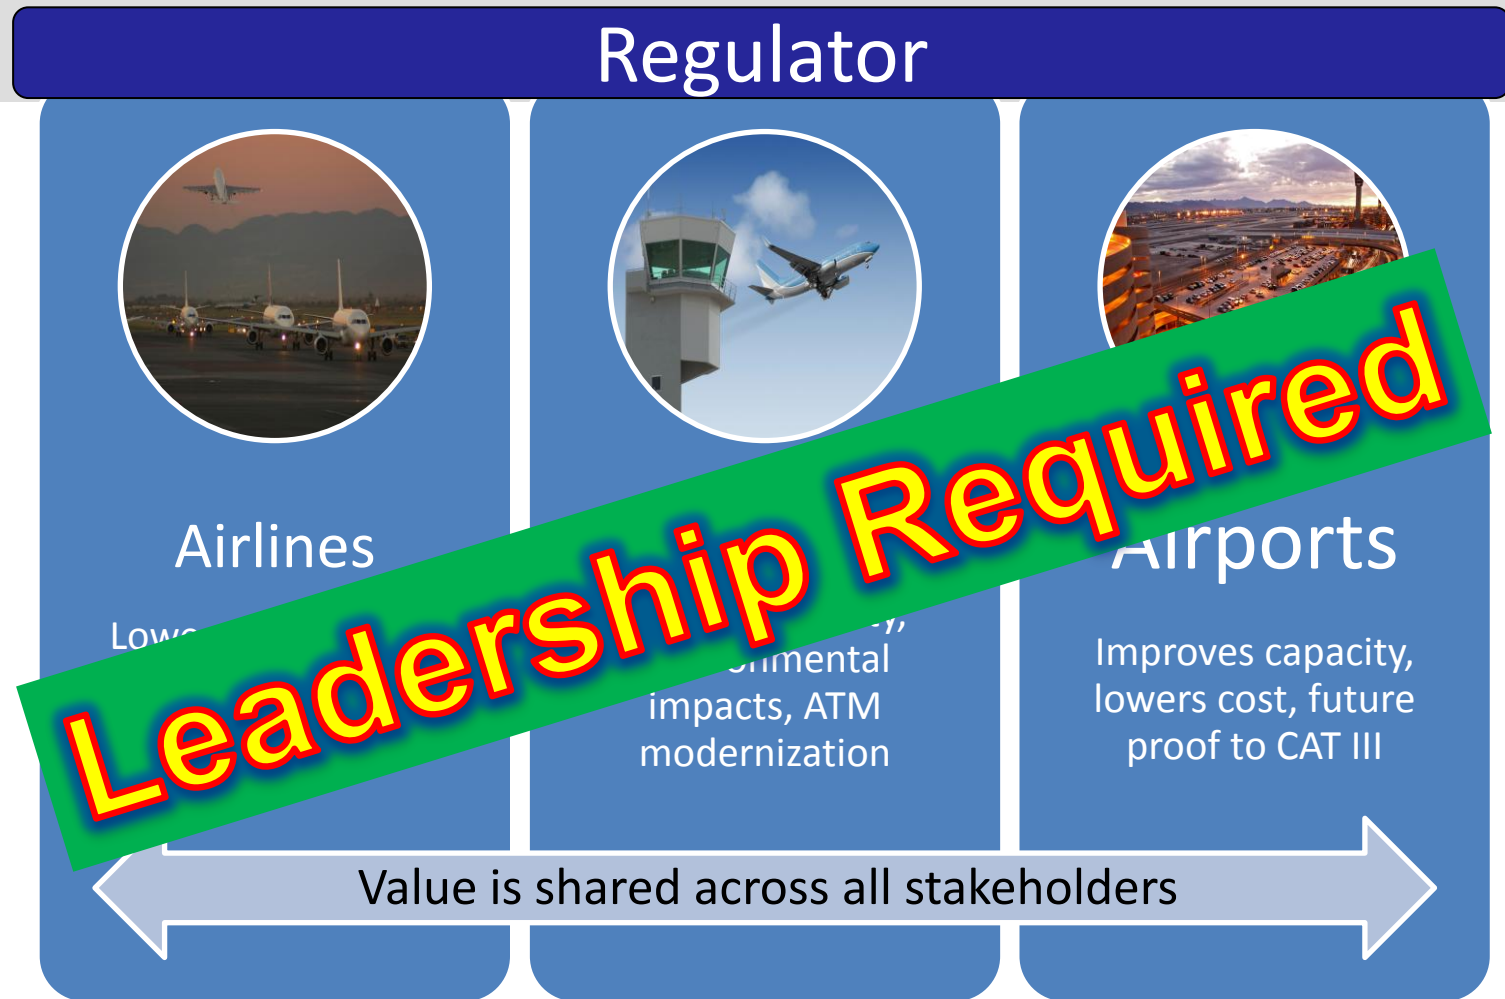 Regulator
Airlines
Airports
impacts, ATM
modernization
Improves capacity,
lowers cost, future
proof to CAT III
Leadership Required
Value is shared across all stakeholders